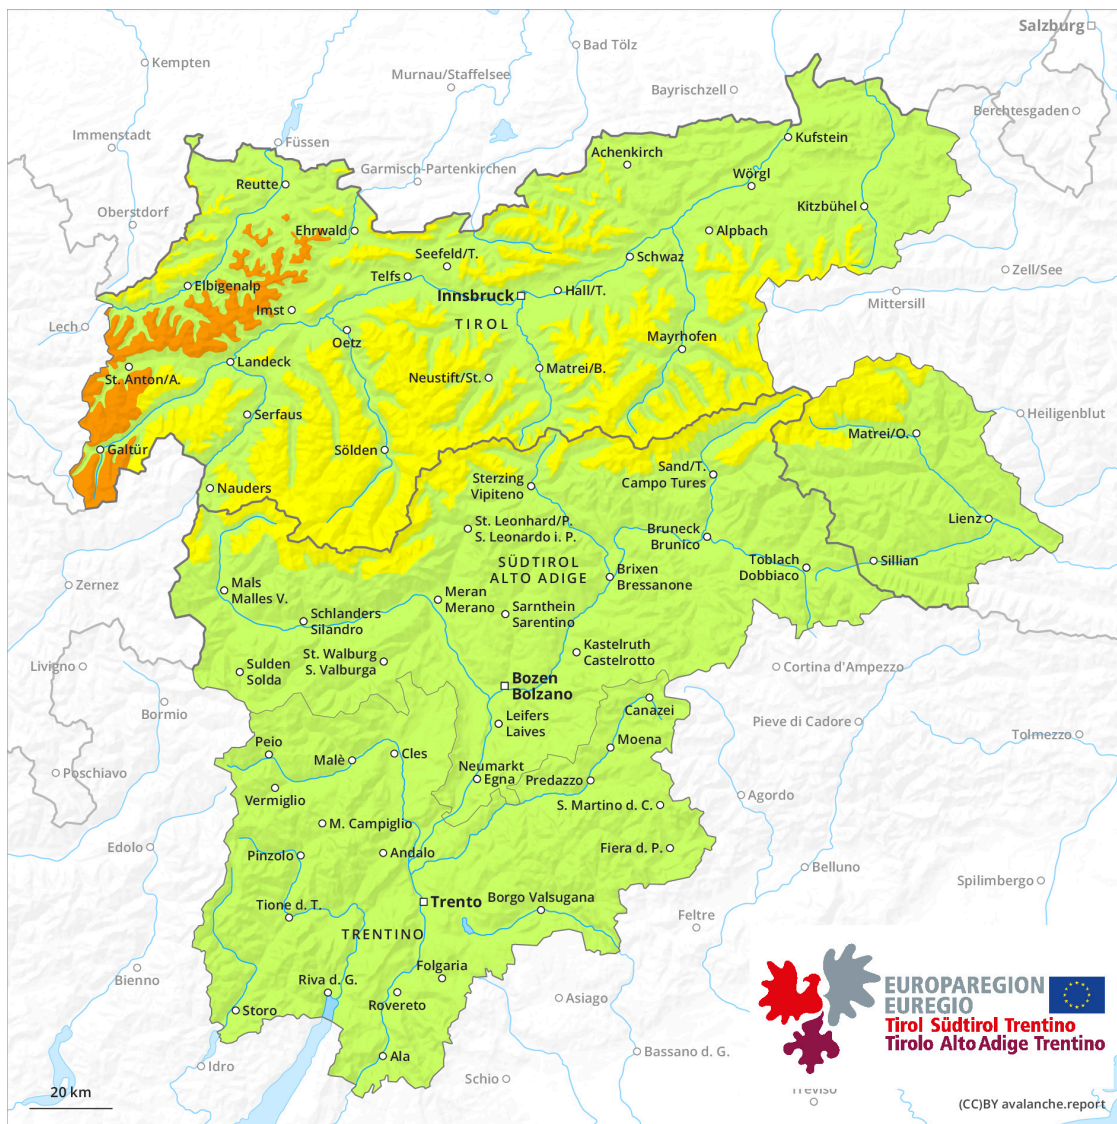 Salzburg
Kempten
Bad Tölz
Murnau/Staffelsee
Bayrischzell
Berchtesgaden
Immenstadt
Füssen
Kufstein
Achenkirch
Garmisch-Partenkirchen
Wörgl
Reutte
Oberstdorf
Kitzbühel
Ehrwald
Alpbach
Seefeld/T.
Schwaz
Zell/See
Telfs
Elbigenalp
Innsbruck
Hall/T.
Mittersill
Imst
Lech
TIROL
Oetz
Mayrhofen
Landeck
Matrei/B.
St. Anton/A.
Neustift/St.
Serfaus
Heiligenblut
Matrei/O.
Galtür
Sölden
Sand/T.
Campo Tures
Sterzing
Vipiteno
Nauders
Lienz
St. Leonhard/P.
S. Leonardo i. P.
Bruneck
Brunico
SÜDTIROL
ALTO ADIGE
Toblach
Dobbiaco
Sillian
Brixen
Bressanone
Zernez
Mals
Malles V.
Meran
Merano
Schlanders
Silandro
Sarnthein
Sarentino
Kastelruth
Castelrotto
St. Walburg
S. Valburga
Livigno
Sulden
Solda
Cortina d'Ampezzo
Bozen
Bolzano
Bormio
Canazei
Leifers
Laives
Pieve di Cadore
Tolmezzo
Moena
Peio
Cles
Malè
Poschiavo
Neumarkt
Egna
Predazzo
Vermiglio
Agordo
S. Martino d. C.
M. Campiglio
Edolo
Pinzolo
Andalo
Fiera d. P.
Belluno
Spilimbergo
Tione d. T.
Trento
Borgo Valsugana
Feltre
TRENTINO
Folgaria
Bienno
Riva d. G.
EUROPAREGION
EUREGIO
Tirol Südtirol Trentino
Tirolo Alto Adige Trentino
Asiago
Storo
Rovereto
Ala
Bassano d. G.
Idro
Schio
Treviso
20 km
(CC)BY avalanche.report